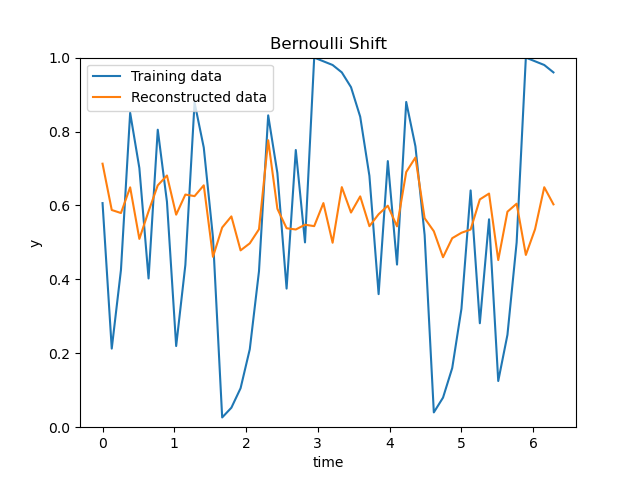 Bernoulli Shift
Training data
Reconstructed data
1.0
0.8
0.6
0.4
0.2
0.0
y
0 1 2 3 4 5 6
time